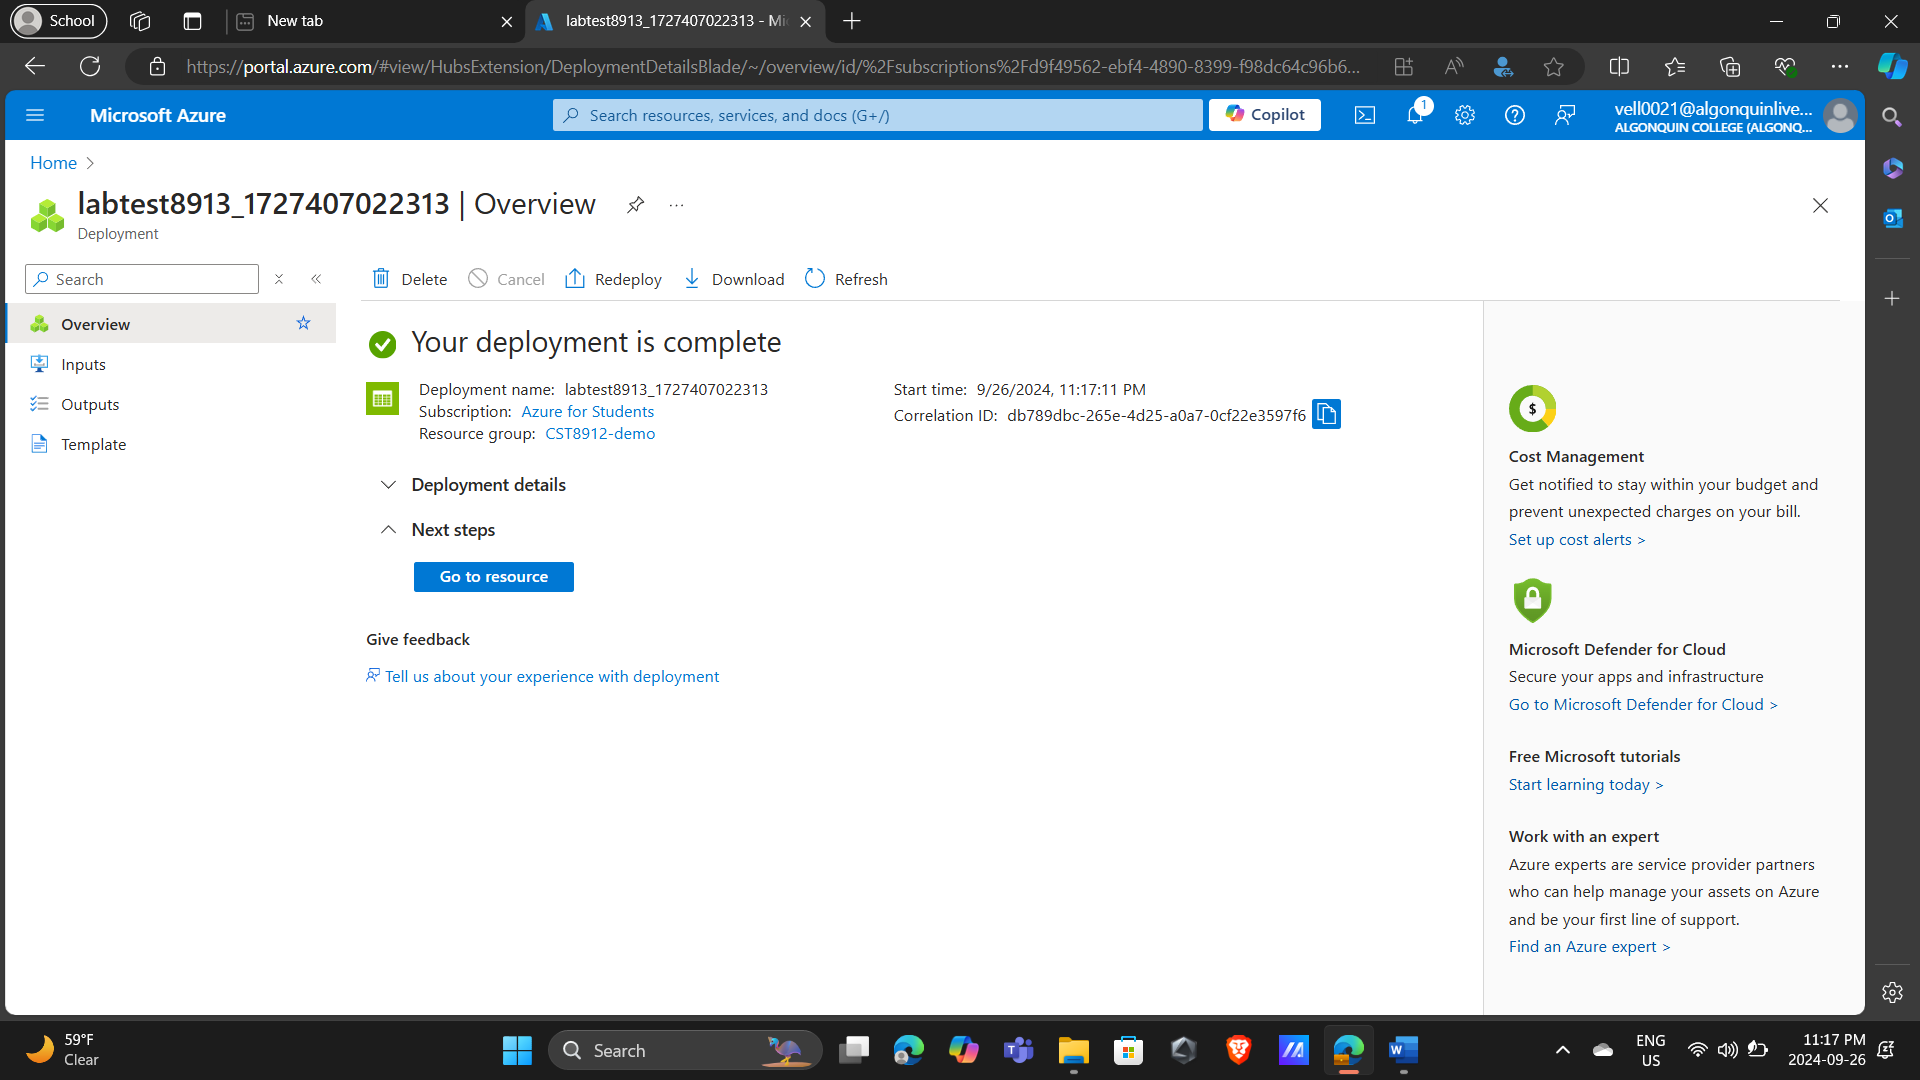 School
New tab
labtest8913_1727407022313 - Mi
https://portal.azure.com/#view/HubsExtension/DeploymentDetailsBlade/~/overview/id/%2Fsubscriptions%2Fd9f49562-ebf4-4890-8399-f98dc64c96b6...
Microsoft Azure
Search resources, services, and docs (G+/)
Copilot
1
vell0021@algonquinlive...
ALGONQUIN COLLEGE (ALGONQ...
Home
labtest8913_1727407022313 | Overview
...
Deployment
Search
Delete
Cancel
Redeploy
Download
Refresh
Overview
Inputs
Outputs
Template
Your deployment is complete
Deployment name: labtest8913_1727407022313
Subscription: Azure for Students
Resource group: CST8912-demo
Start time: 9/26/2024, 11:17:11 PM
Correlation ID: db789dbc-265e-4d25-a0a7-0cf22e3597f6
Deployment details
Next steps
Go to resource
Give feedback
Tell us about your experience with deployment
$
Cost Management
Get notified to stay within your budget and
prevent unexpected charges on your bill.
Set up cost alerts >
Microsoft Defender for Cloud
Secure your apps and infrastructure
Go to Microsoft Defender for Cloud >
Free Microsoft tutorials
Start learning today >
Work with an expert
Azure experts are service provider partners
who can help manage your assets on Azure
and be your first line of support.
Find an Azure expert >
59°F
Clear
Search
ENG
US
11:17 PM
2024-09-26